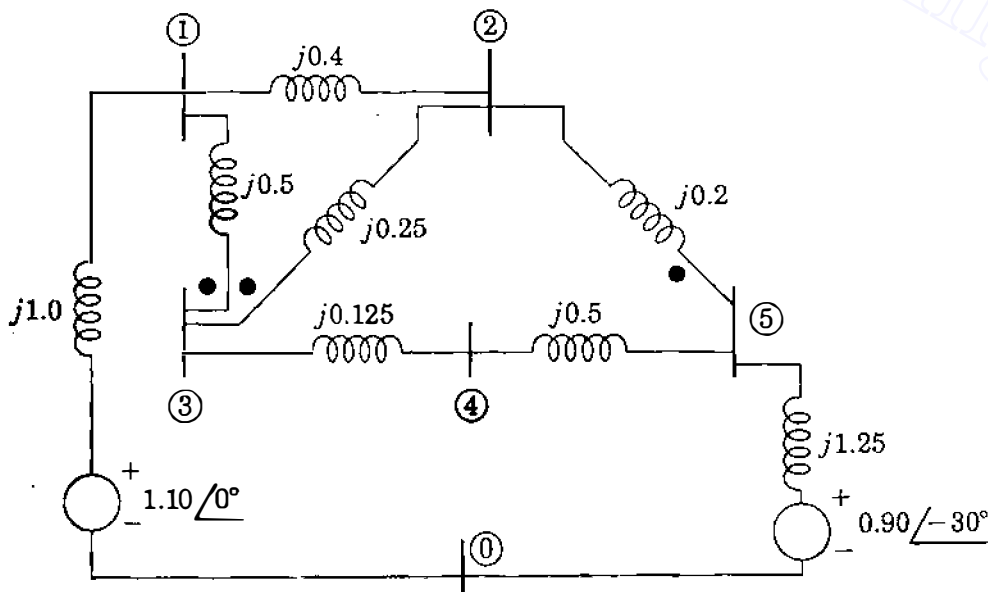 ① ②
j0.4
j0.5
j0.25
j0.2
j1.0
j0.125
j0.5
⑤
③ ④
j1.25
+
1.10 /0°
−
+
0.90 /−30°
−
⓪